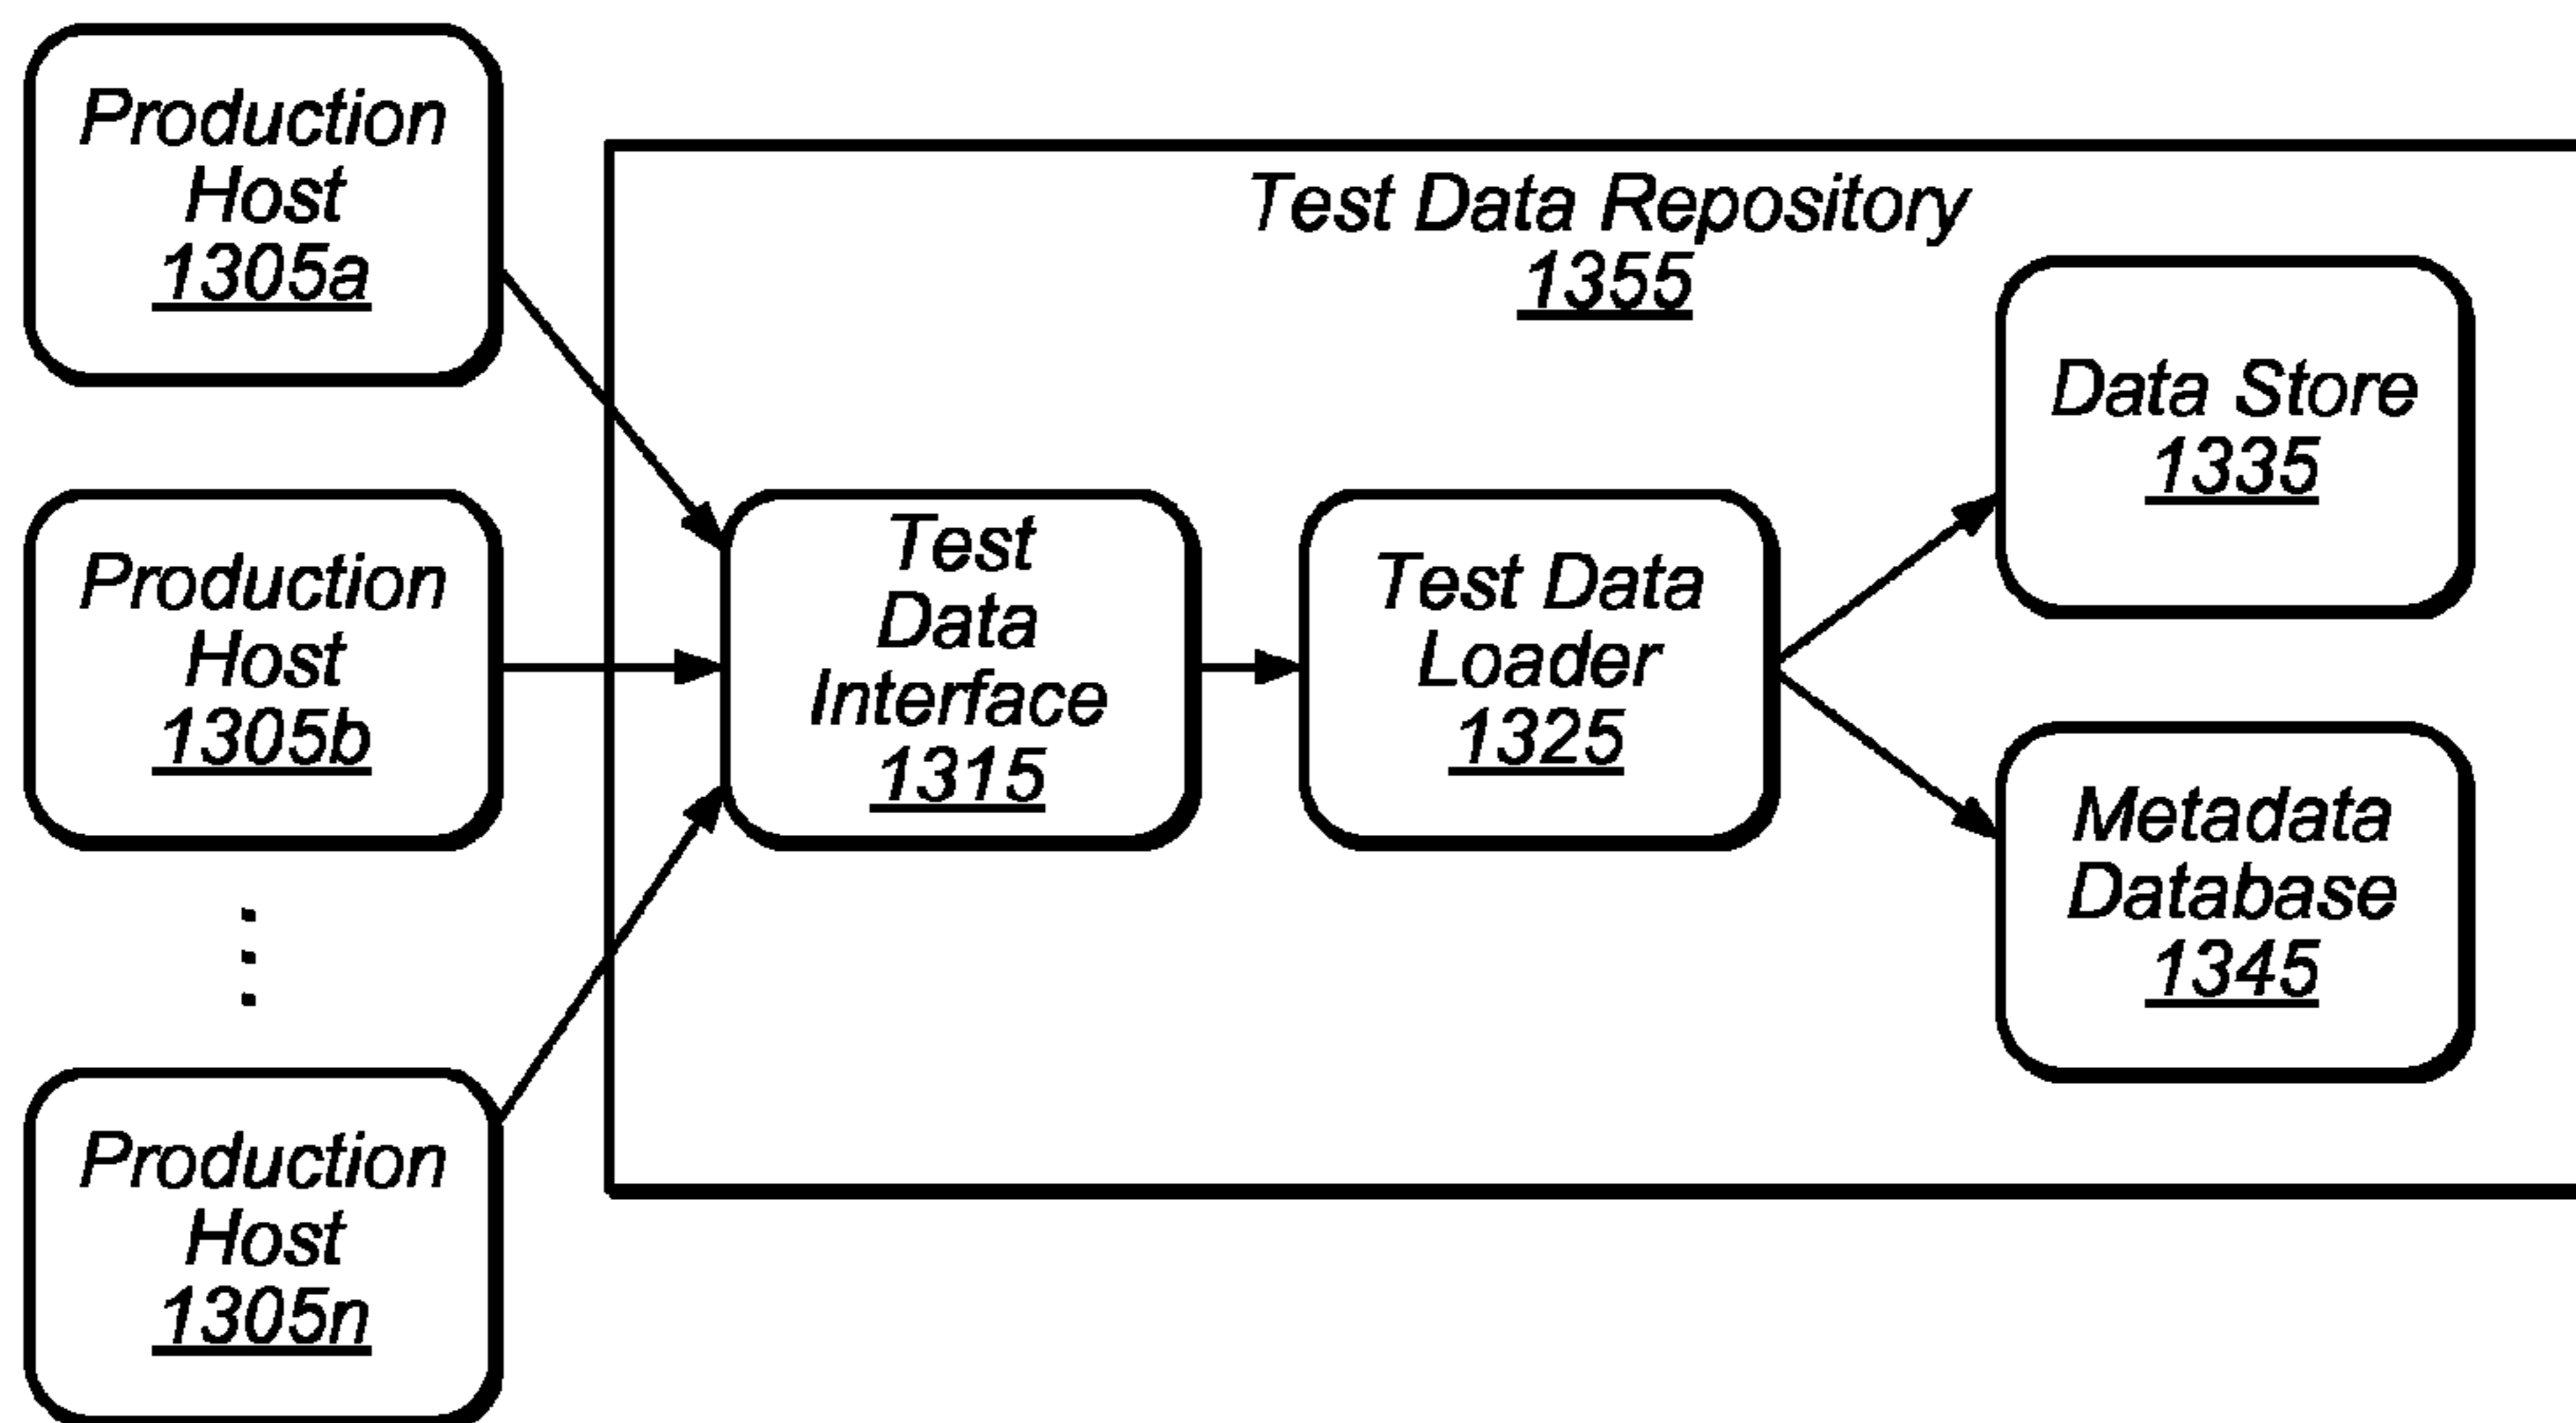 Production
Host
1305a
Production
Host
1305b
Production
Host
1305n
Test Data Repository
1355
Test
Data
Interface
1315
Test Data
Loader
1325
Data Store
1335
Metadata
Database
1345